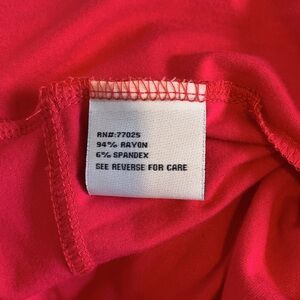 RN#:77025
94% RAYON
6% SPANDEX
SEE REVERSE FOR CARE